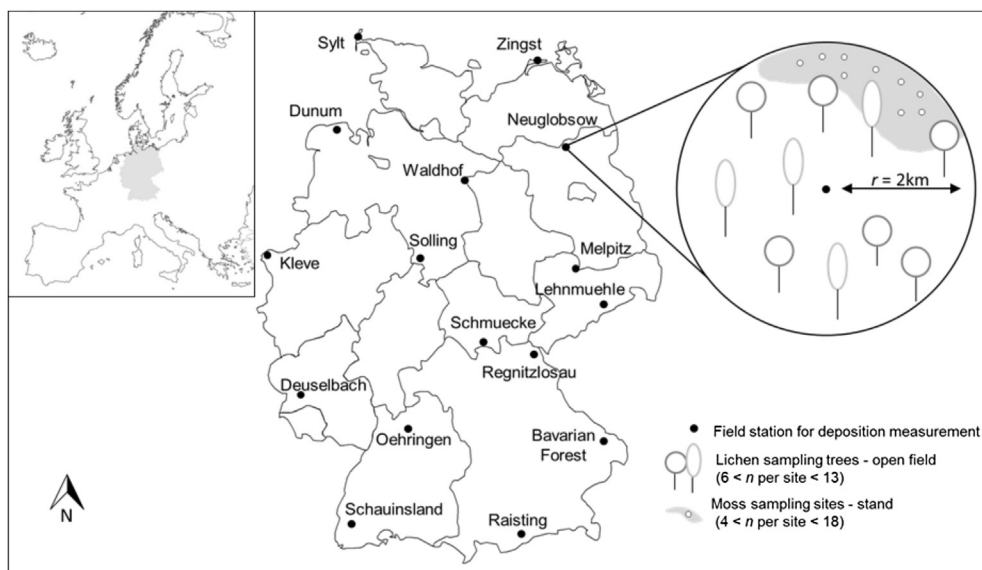 Sylt
Zingst
Dunum
Neuglobsow
Waldhof
r = 2km
Solling
Melpitz
Kleve
Lehnmuehle
Schmuecke
Regnitzlosau
Deuselbach
Oehringen
Bavarian
Forest
Schauinsland
Raisting
N
Field station for deposition measurement
Lichen sampling trees - open field
(6 < n per site < 13)
Moss sampling sites - stand
(4 < n per site < 18)